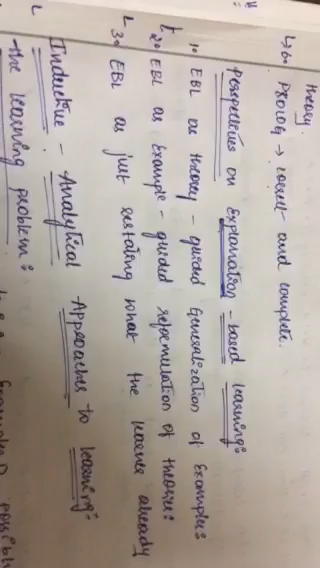 theory.
PROLOG → correct and complete.
Perspectives on Explanation-based learning:
1. EBL as theory-guided Generalization of Examples
2. EBL as Example-guided reformulation of theories
3. EBL as just restating what the learner already
Inductive - Analytical Approaches to learning:
-the learning problem: